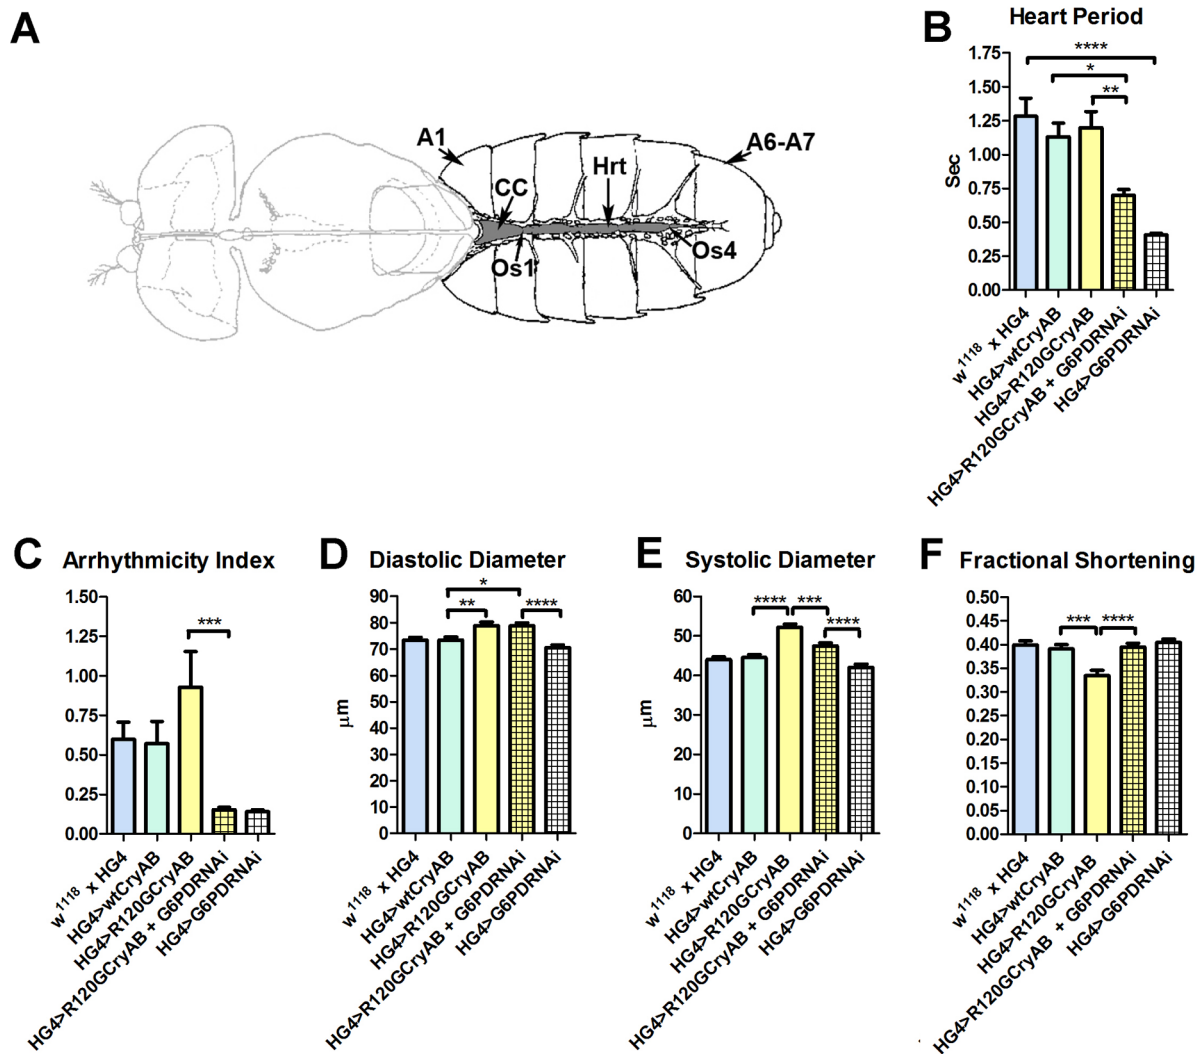 A
A1
CC
Hrt
A6-A7
Os1
Os4
B
Heart Period
****
*
**
Sec
1.75
1.50
1.25
1.00
0.75
0.50
0.25
0.00
w1118 x HG4
HG4>wtCryAB
HG4>R120GCryAB
HG4>R120GCryAB + G6PDRNAi
HG4>G6PDRNAi
C
Arrhythmicity Index
***
1.50
1.25
1.00
0.75
0.50
0.25
0.00
w1118 x HG4
HG4>wtCryAB
HG4>R120GCryAB
HG4>R120GCryAB + G6PDRNAi
HG4>G6PDRNAi
D
Diastolic Diameter
*
**
****
μm
90
80
70
60
50
40
30
20
10
0
w1118 x HG4
HG4>wtCryAB
HG4>R120GCryAB
HG4>R120GCryAB + G6PDRNAi
HG4>G6PDRNAi
E
Systolic Diameter
****
***
****
μm
60
50
40
30
20
10
0
w1118 x HG4
HG4>wtCryAB
HG4>R120GCryAB
HG4>R120GCryAB + G6PDRNAi
HG4>G6PDRNAi
F
Fractional Shortening
***
****
0.50
0.45
0.40
0.35
0.30
0.25
0.20
0.15
0.10
0.05
0.00
w1118 x HG4
HG4>wtCryAB
HG4>R120GCryAB
HG4>R120GCryAB + G6PDRNAi
HG4>G6PDRNAi